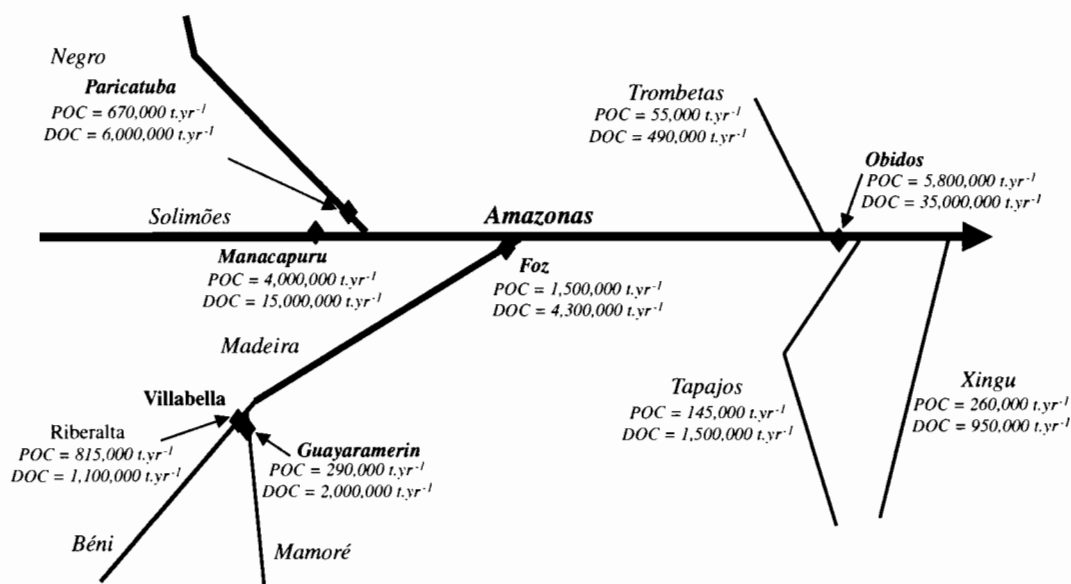 Negro
Paricatuba
POC = 670,000 t.yr⁻¹
DOC = 6,000,000 t.yr⁻¹
Trombetas
POC = 55,000 t.yr⁻¹
DOC = 490,000 t.yr⁻¹
Obidos
POC = 5,800,000 t.yr⁻¹
DOC = 35,000,000 t.yr⁻¹
Solimões
Amazonas
Manacapuru
POC = 4,000,000 t.yr⁻¹
DOC = 15,000,000 t.yr⁻¹
Foz
POC = 1,500,000 t.yr⁻¹
DOC = 4,300,000 t.yr⁻¹
Madeira
Tapajos
POC = 145,000 t.yr⁻¹
DOC = 1,500,000 t.yr⁻¹
Xingu
POC = 260,000 t.yr⁻¹
DOC = 950,000 t.yr⁻¹
Villabella
Riberalta
POC = 815,000 t.yr⁻¹
DOC = 1,100,000 t.yr⁻¹
Guayaramerin
POC = 290,000 t.yr⁻¹
DOC = 2,000,000 t.yr⁻¹
Béni
Mamoré